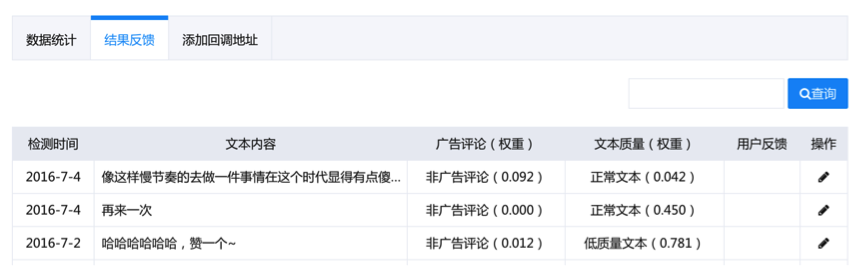 数据统计 结果反馈 添加回调地址
查询
检测时间 文本内容 广告评论（权重） 文本质量（权重） 用户反馈 操作
2016-7-4 像这样慢节奏的去做一件事情在这个时代显得有点傻... 非广告评论（0.092） 正常文本（0.042）
2016-7-4 再来一次 非广告评论（0.000） 正常文本（0.450）
2016-7-2 哈哈哈哈哈哈，赞一个~ 非广告评论（0.012） 低质量文本（0.781）